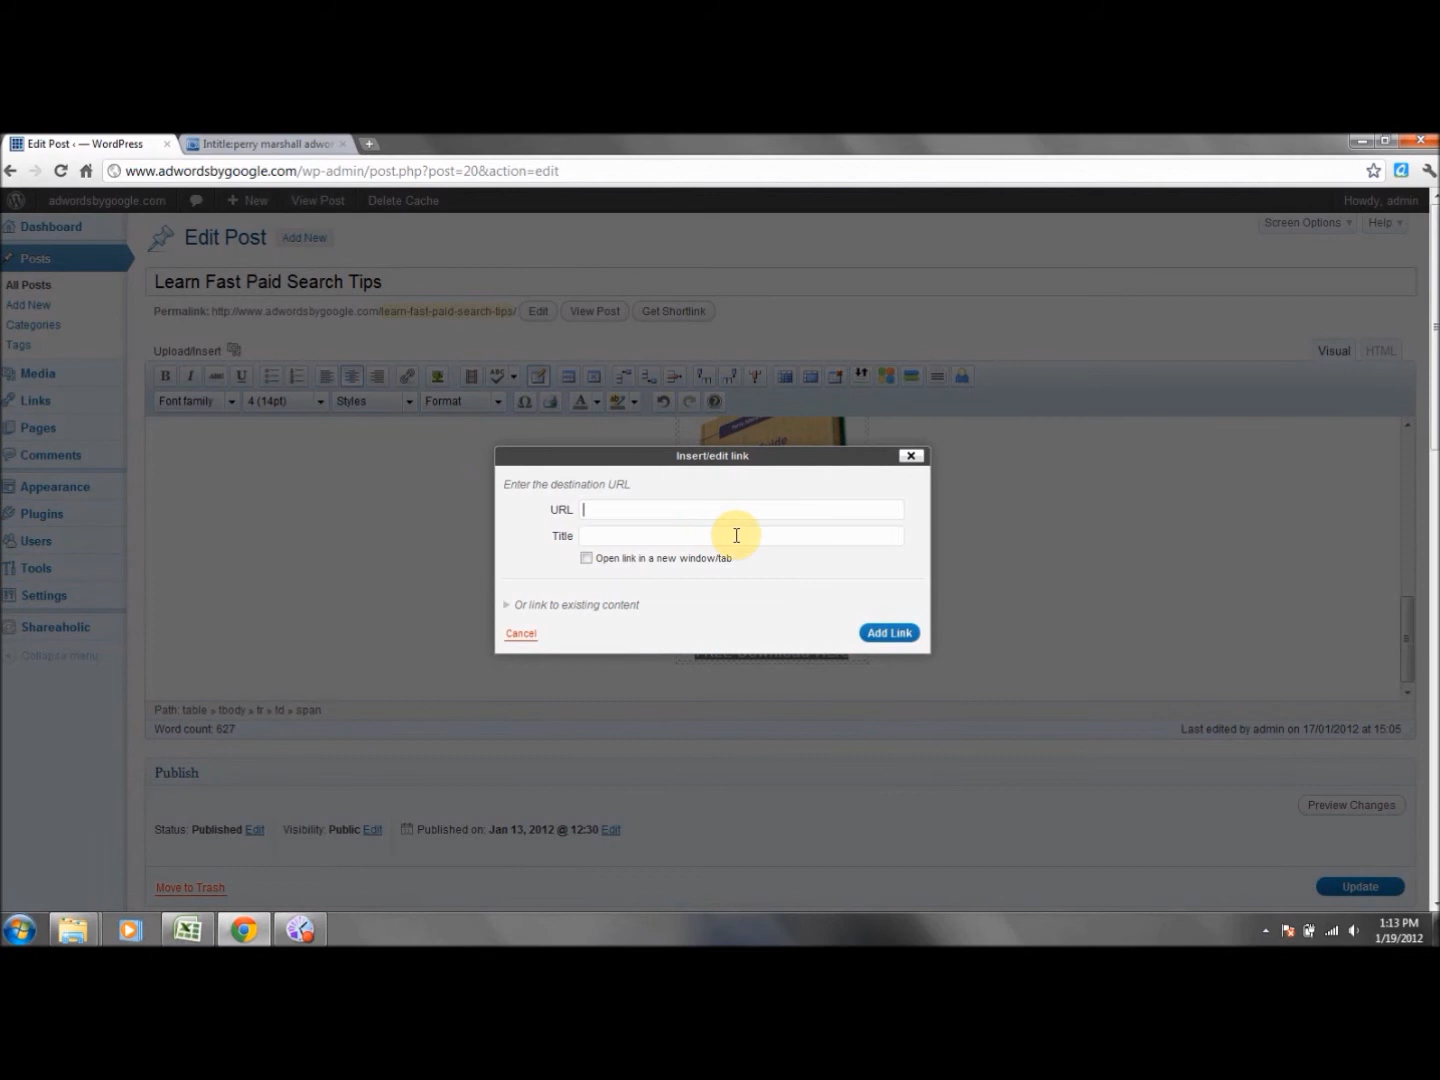 Edit Post ‹ — WordPress
Intitle:perry marshall adwor
www.adwordsbygoogle.com/wp-admin/post.php?post=20&action=edit
adwordsbygoogle.com
New
View Post
Delete Cache
Howdy, admin
Dashboard
Edit Post
Add New
Screen Options
Help
Posts
All Posts
Add New
Categories
Tags
Media
Links
Pages
Comments
Appearance
Plugins
Users
Tools
Settings
Shareaholic
Collapse menu
Learn Fast Paid Search Tips
Permalink: http://www.adwordsbygoogle.com/learn-fast-paid-search-tips/
Edit
View Post
Get Shortlink
Upload/Insert
Visual
HTML
B I ABC U
ABC
Font family
4 (14pt)
Styles
Format
Insert/edit link
Enter the destination URL
URL
Title
Open link in a new window/tab
Or link to existing content
Cancel
Add Link
Path: table » tbody » tr » td » span
Word count: 627
Last edited by admin on 17/01/2012 at 15:05
Publish
Preview Changes
Status: Published Edit
Visibility: Public Edit
Published on: Jan 13, 2012 @ 12:30 Edit
Move to Trash
Update
1:13 PM
1/19/2012